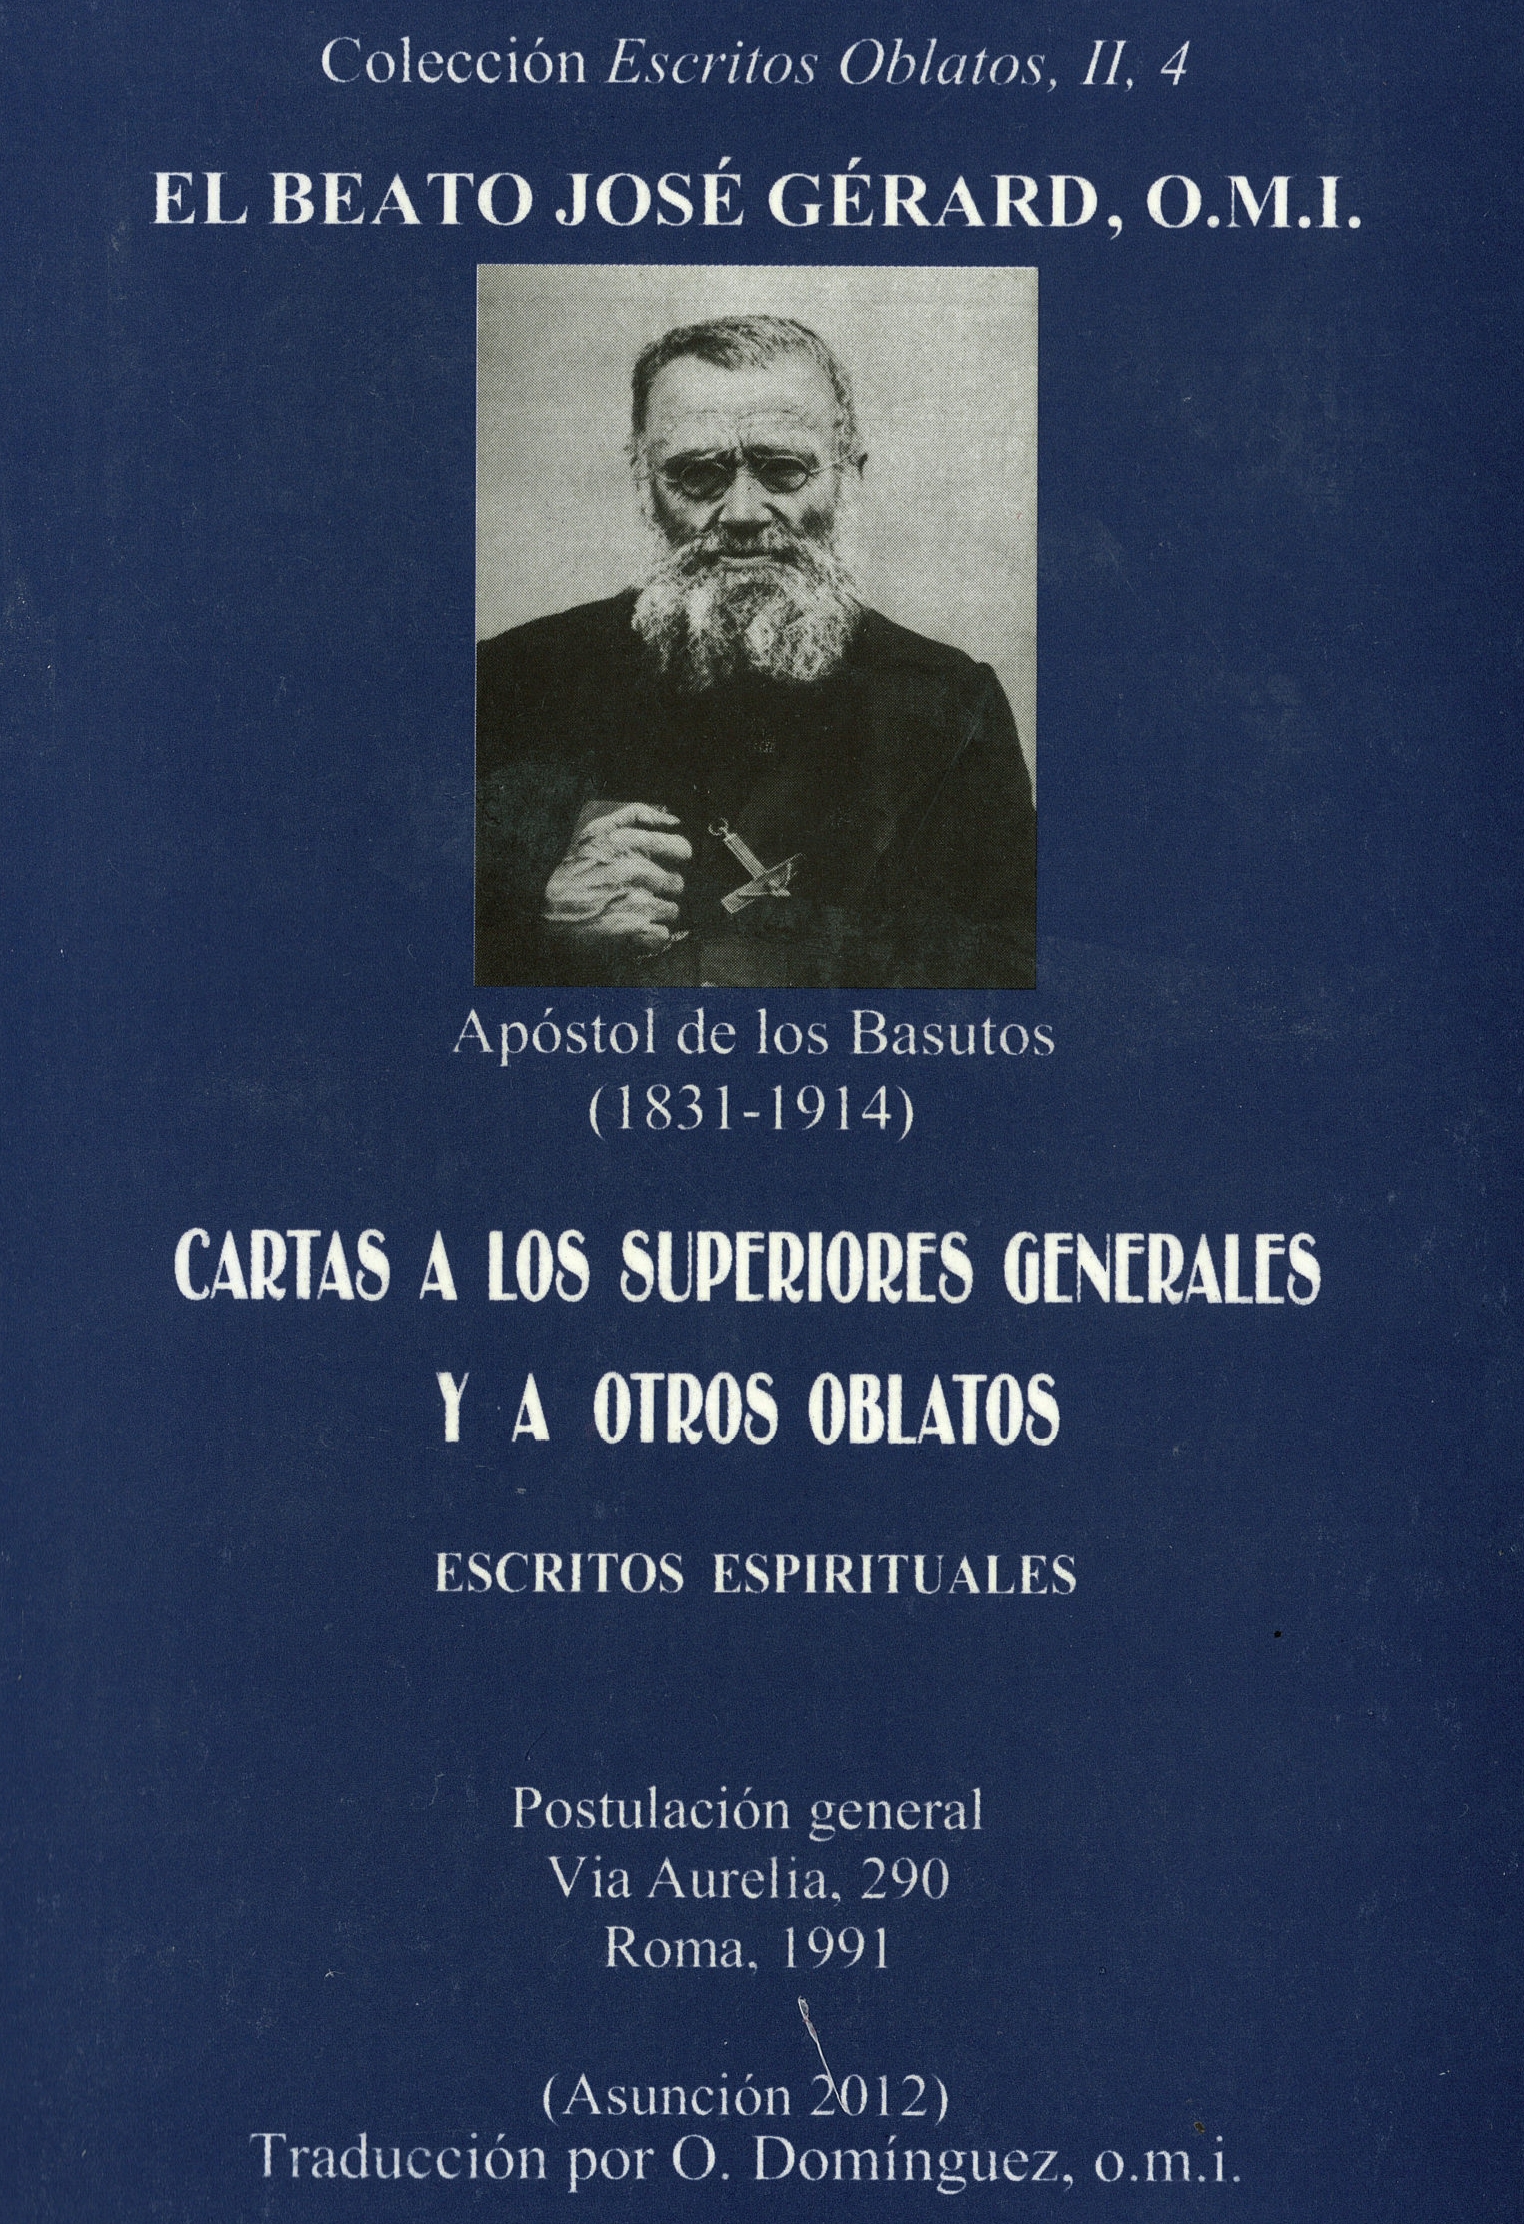 Colección Escritos Oblatos, II, 4
EL BEATO JOSÉ GÉRARD, O.M.I.
Apóstol de los Basutos
(1831-1914)
CARTAS A LOS SUPERIORES GENERALES
Y A OTROS OBLATOS
ESCRITOS ESPIRITUALES
Postulación general
Via Aurelia, 290
Roma, 1991
(Asunción 2012)
Traducción por O. Domínguez, o.m.i.